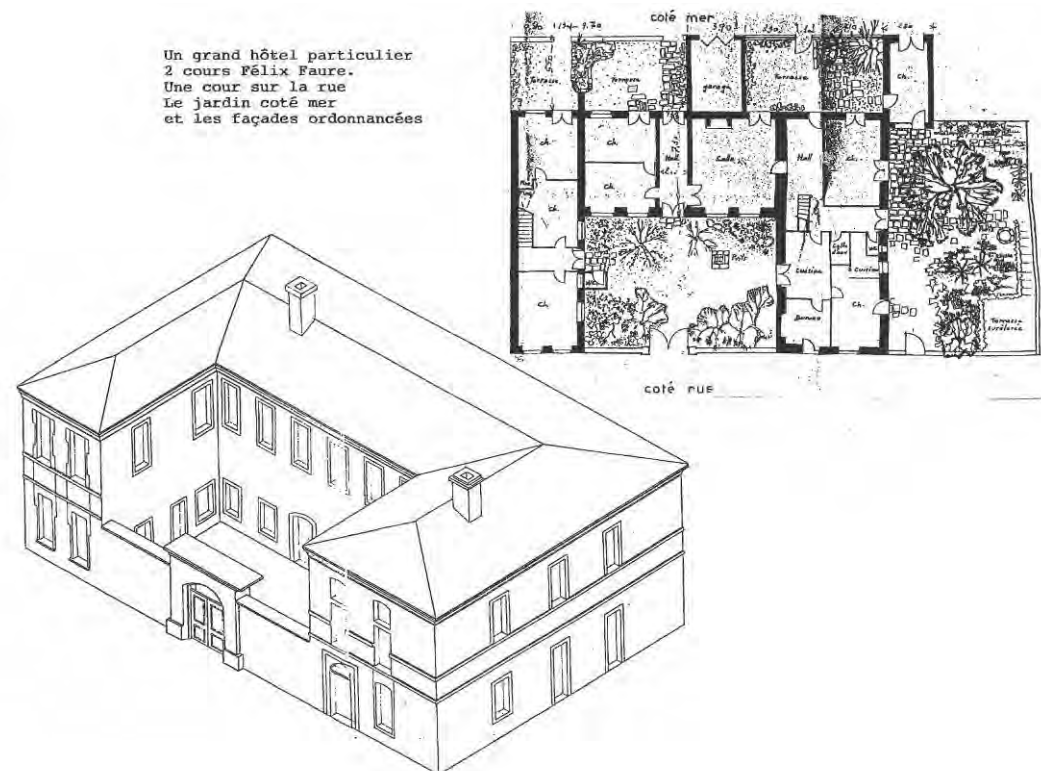 Un grand hôtel particulier
2 cours Félix Faure.
Une cour sur la rue
Le jardin coté mer
et les façades ordonnancées
coté mer
Terrasse
Terrasse
garage
Terrasse
ch.
ch.
ch.
Hall
Salle
Hall
ch.
ch.
ch.
Puits
Cuisine
Cuisine
ch.
Bureau
ch.
Terrasse
surélevée
coté rue